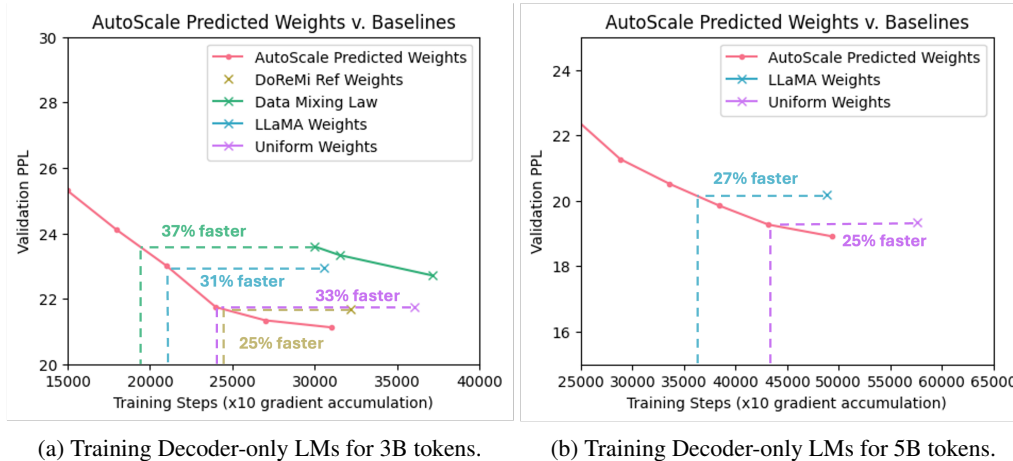 AutoScale Predicted Weights v. Baselines
30
28
26
24
22
20
Validation PPL
AutoScale Predicted Weights
DoReMi Ref Weights
Data Mixing Law
LLaMA Weights
Uniform Weights
37% faster
31% faster
33% faster
25% faster
15000 20000 25000 30000 35000 40000
Training Steps (x10 gradient accumulation)
(a) Training Decoder-only LMs for 3B tokens.
AutoScale Predicted Weights v. Baselines
24
22
20
18
16
Validation PPL
AutoScale Predicted Weights
LLaMA Weights
Uniform Weights
27% faster
25% faster
25000 30000 35000 40000 45000 50000 55000 60000 65000
Training Steps (x10 gradient accumulation)
(b) Training Decoder-only LMs for 5B tokens.